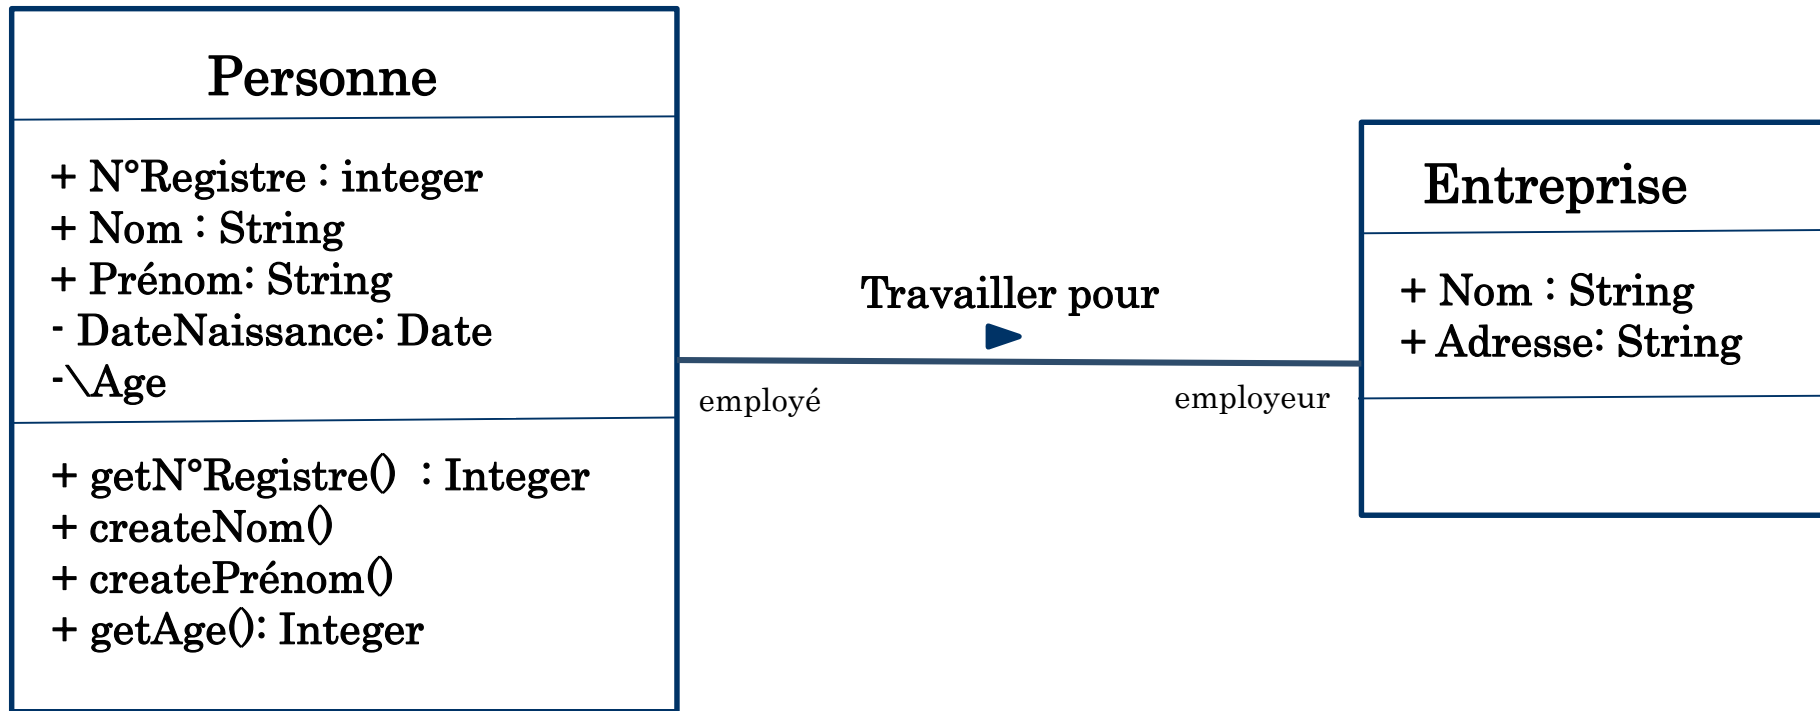 Personne
+ N°Registre : integer
+ Nom : String
+ Prénom: String
- DateNaissance: Date
-\Age
+ getN°Registre() : Integer
+ createNom()
+ createPrénom()
+ getAge(): Integer
Travailler pour
employé
employeur
Entreprise
+ Nom : String
+ Adresse: String